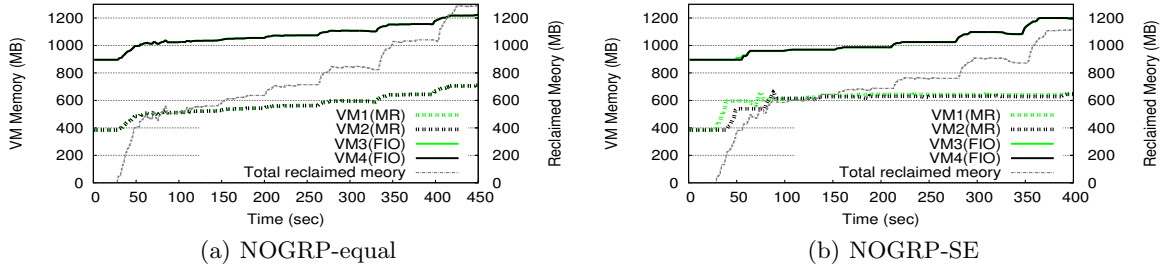 1200
1000
800
600
400
200
0
VM Memory (MB)
1200
1000
800
600
400
200
0
Reclaimed Meory (MB)
VM1(MR)
VM2(MR)
VM3(FIO)
VM4(FIO)
Total reclaimed meory
0 50 100 150 200 250 300 350 400 450
Time (sec)
(a) NOGRP-equal
1200
1000
800
600
400
200
0
VM Memory (MB)
1200
1000
800
600
400
200
0
Reclaimed Meory (MB)
VM1(MR)
VM2(MR)
VM3(FIO)
VM4(FIO)
Total reclaimed meory
0 50 100 150 200 250 300 350 400
Time (sec)
(b) NOGRP-SE